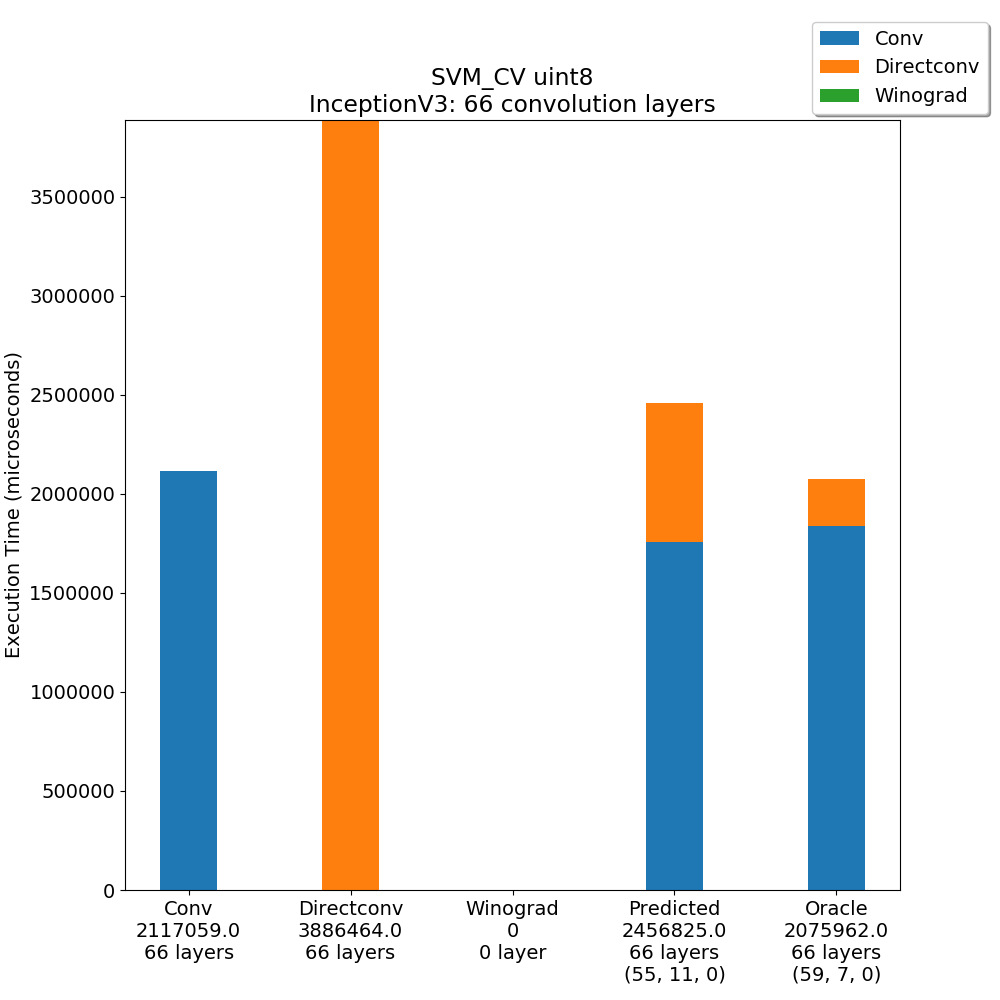 Conv
Directconv
Winograd
SVM_CV uint8
InceptionV3: 66 convolution layers
Execution Time (microseconds)
3500000
3000000
2500000
2000000
1500000
1000000
500000
0
Conv
2117059.0
66 layers
Directconv
3886464.0
66 layers
Winograd
0
0 layer
Predicted
2456825.0
66 layers
(55, 11, 0)
Oracle
2075962.0
66 layers
(59, 7, 0)